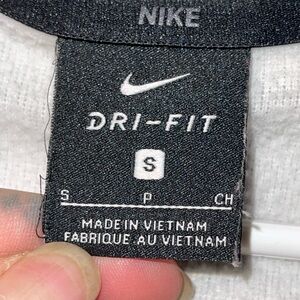 NIKE
DRI-FIT
S
S P CH
MADE IN VIETNAM
FABRIQUE AU VIETNAM